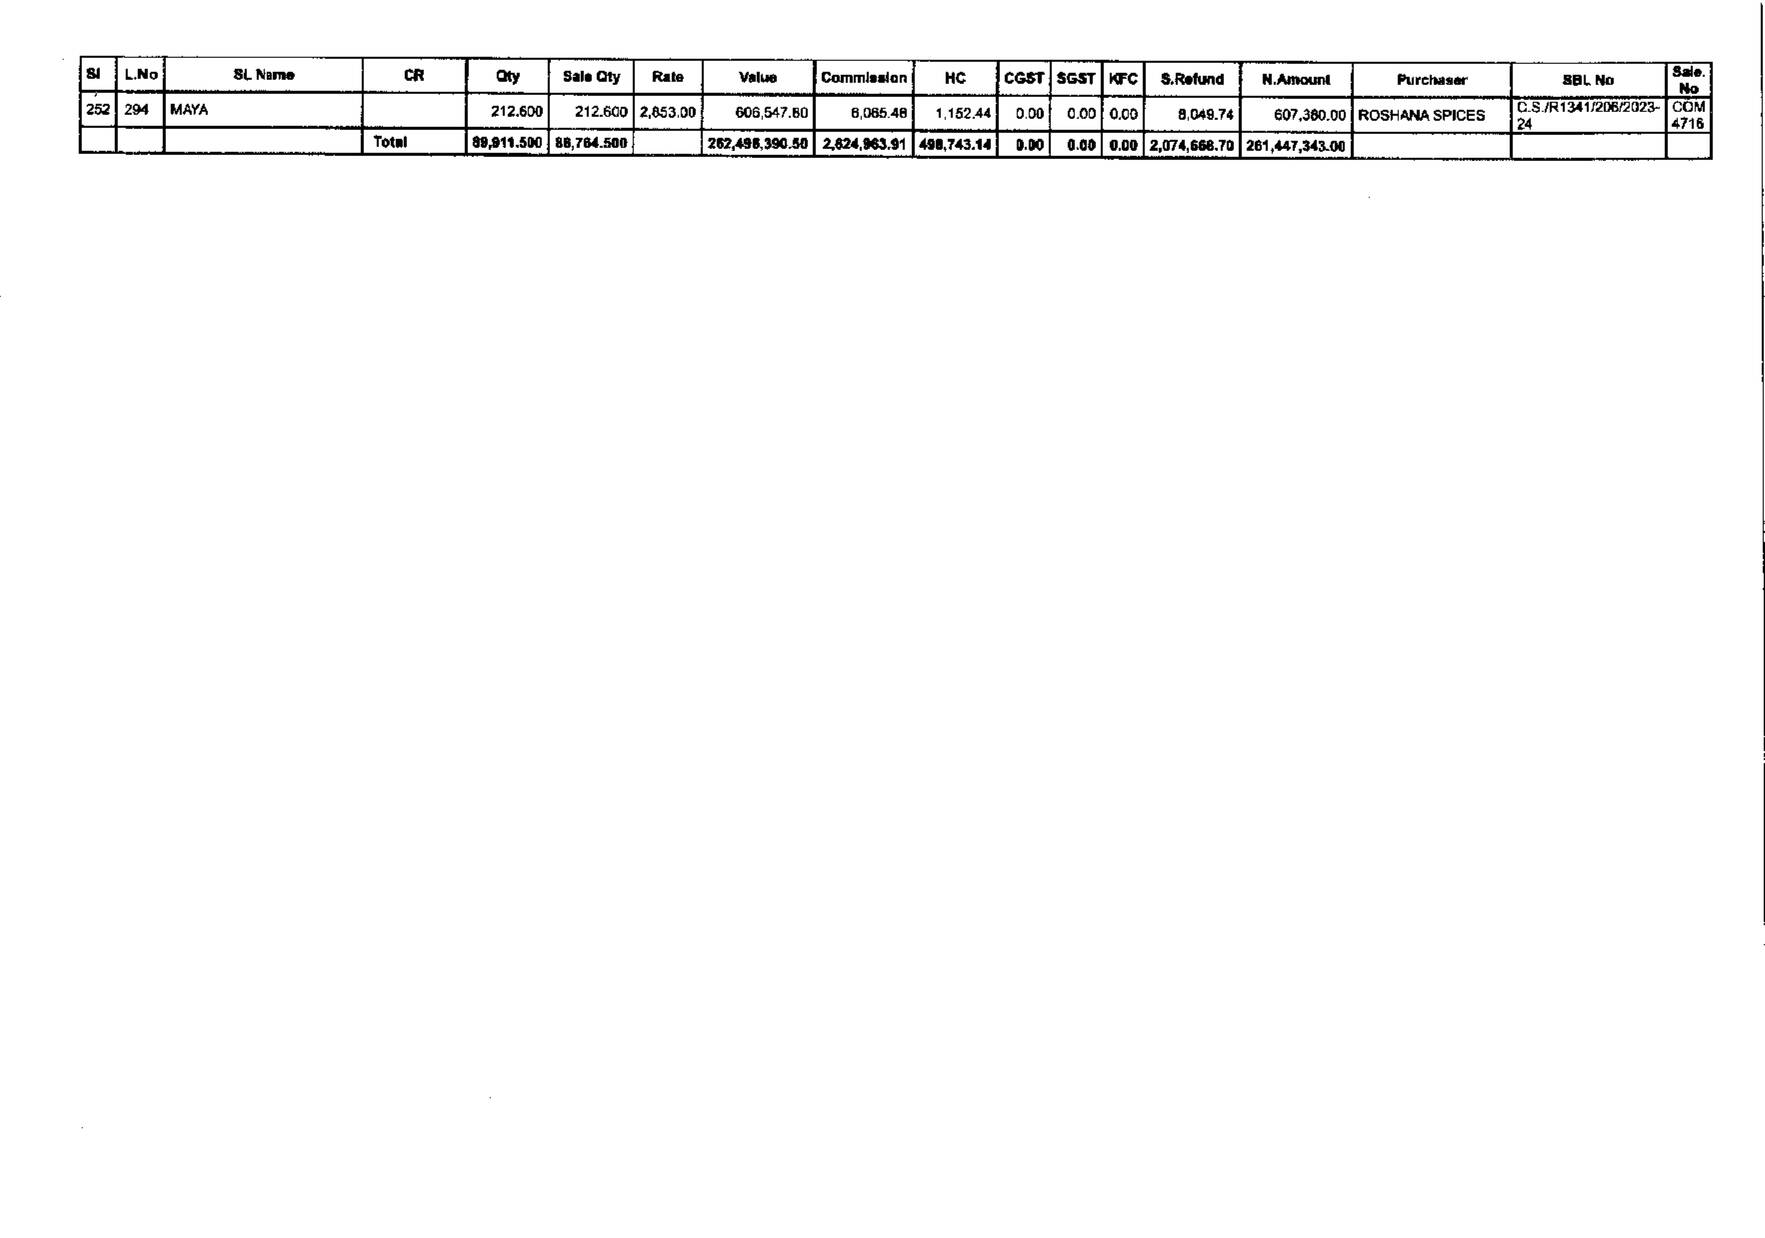 Sl L.No SL Name CR Qty Sale Qty Rate Value Commission HC CGST SGST KFC S.Refund N.Amount Purchaser SBL No Sale. No
252 294 MAYA 212.600 212.600 2,853.00 606,547.80 6,065.48 1,152.44 0.00 0.00 0.00 8,049.74 607,380.00 ROSHANA SPICES C.S./R1341/206/2023-24 COM 4716
Total 89,911.500 88,764.500 262,496,390.50 2,624,963.91 498,743.14 0.00 0.00 0.00 2,074,668.70 261,447,343.00